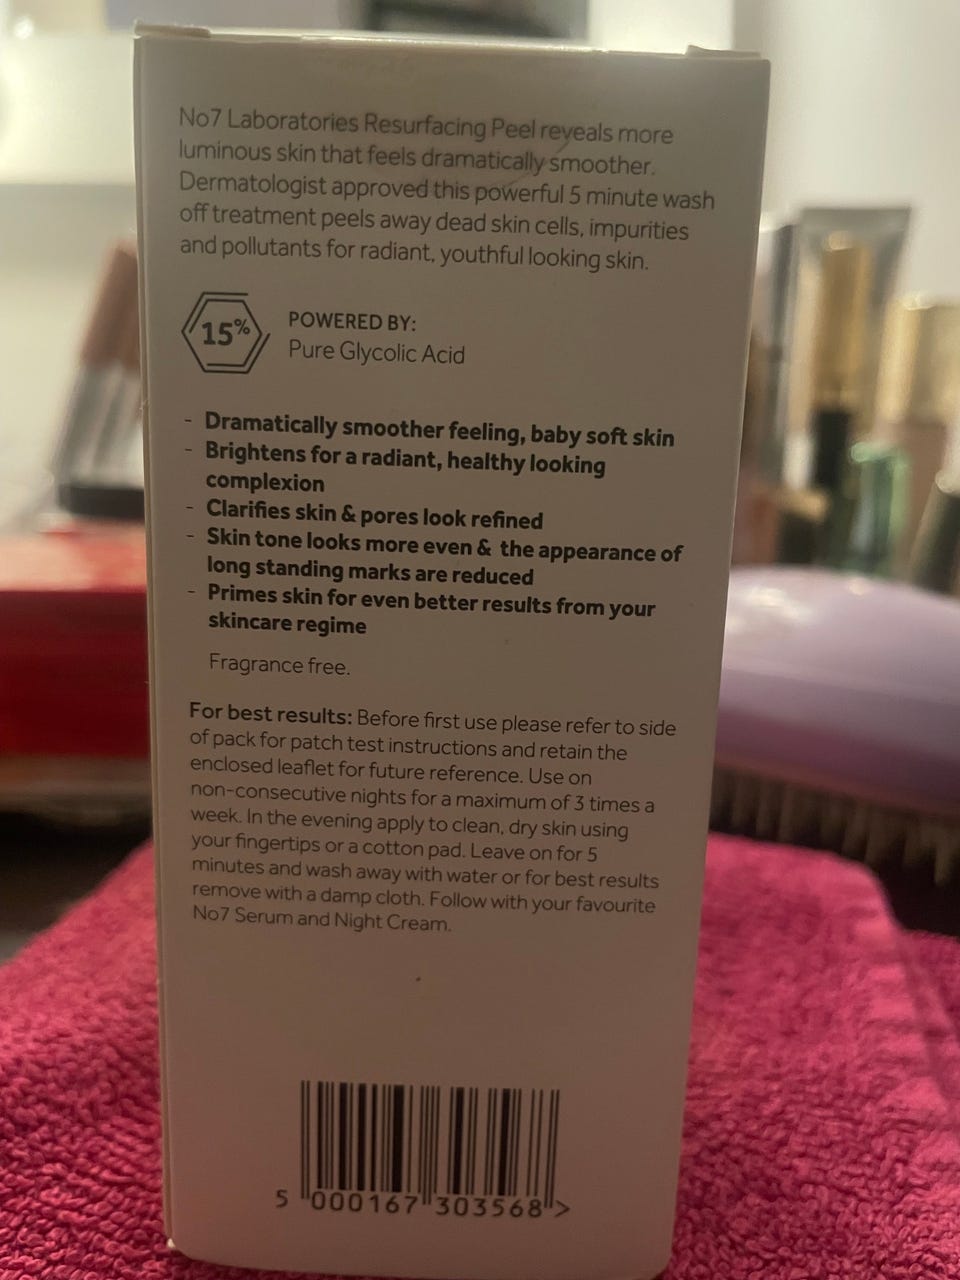 No7 Laboratories Resurfacing Peel reveals more
luminous skin that feels dramatically smoother.
Dermatologist approved this powerful 5 minute wash
off treatment peels away dead skin cells, impurities
and pollutants for radiant, youthful looking skin.
15%
POWERED BY:
Pure Glycolic Acid
- Dramatically smoother feeling, baby soft skin
- Brightens for a radiant, healthy looking
complexion
- Clarifies skin & pores look refined
- Skin tone looks more even & the appearance of
long standing marks are reduced
- Primes skin for even better results from your
skincare regime
Fragrance free.
For best results: Before first use please refer to side
of pack for patch test instructions and retain the
enclosed leaflet for future reference. Use on
non-consecutive nights for a maximum of 3 times a
week. In the evening apply to clean, dry skin using
your fingertips or a cotton pad. Leave on for 5
minutes and wash away with water or for best results
remove with a damp cloth. Follow with your favourite
No7 Serum and Night Cream.
5 000167 303568 >